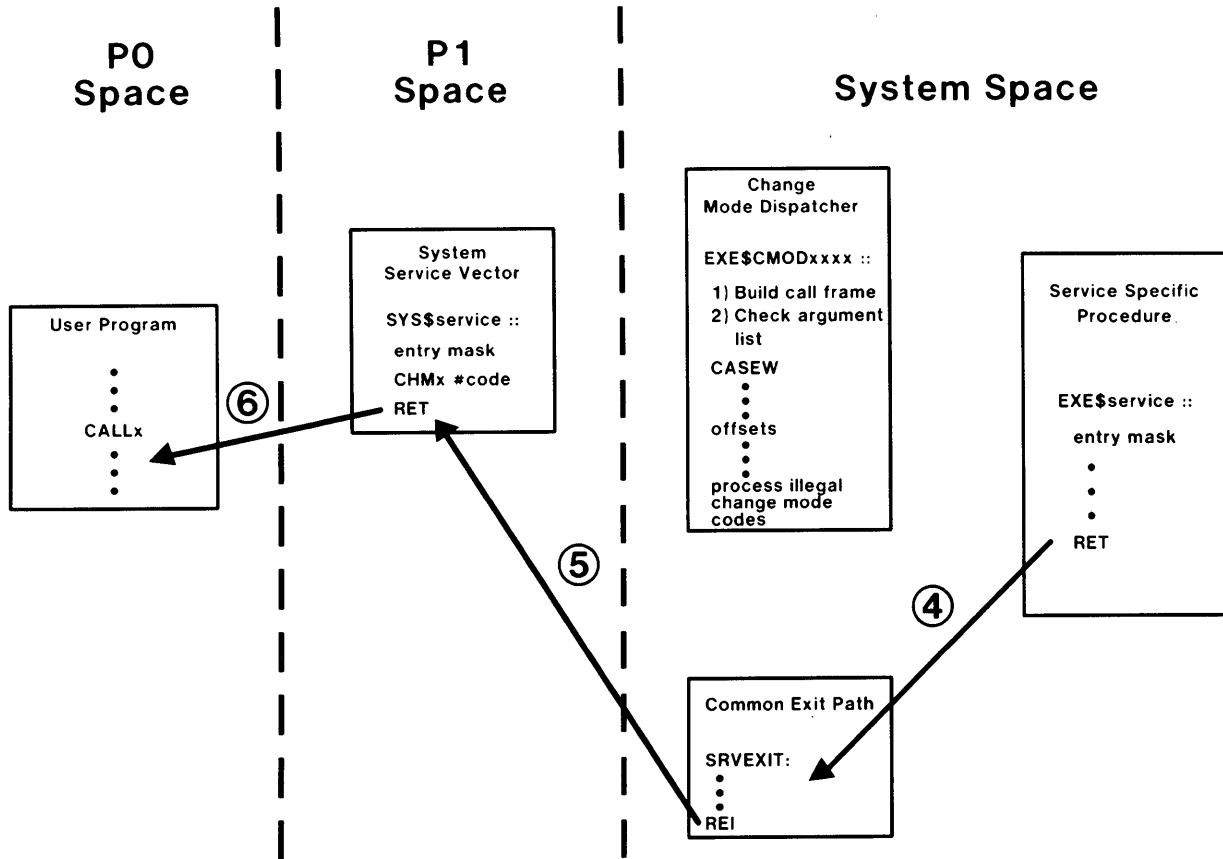 P0
Space
P1
Space
System Space
User Program
CALLx
⑥
System
Service Vector
SYS$service ::
entry mask
CHMx #code
RET
⑤
Change
Mode Dispatcher
EXE$CMODxxxx ::
1) Build call frame
2) Check argument
list
CASEW
offsets
process illegal
change mode
codes
④
Service Specific
Procedure
EXE$service ::
entry mask
RET
Common Exit Path
SRVEXIT:
REI